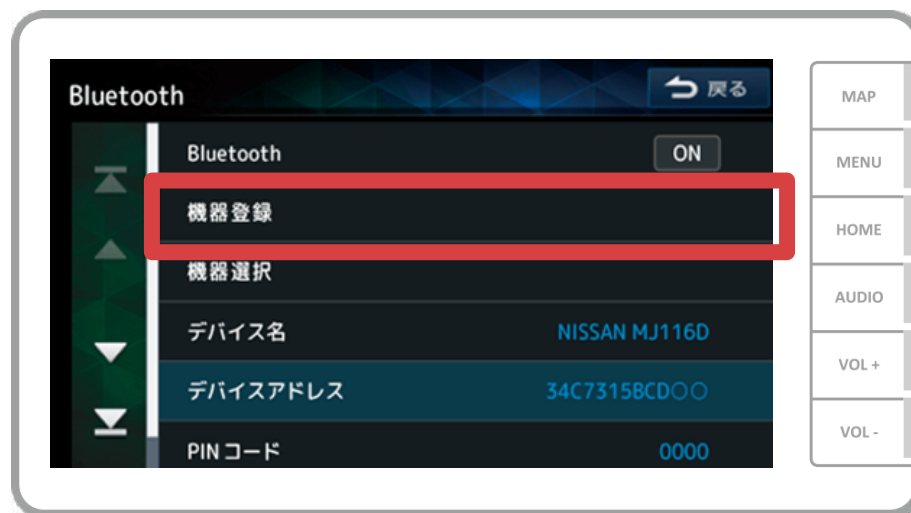 Bluetooth
戻る
Bluetooth ON
機器登録
機器選択
デバイス名 NISSAN MJ116D
デバイスアドレス 34C7315BCD○○
PINコード 0000
MAP
MENU
HOME
AUDIO
VOL +
VOL -